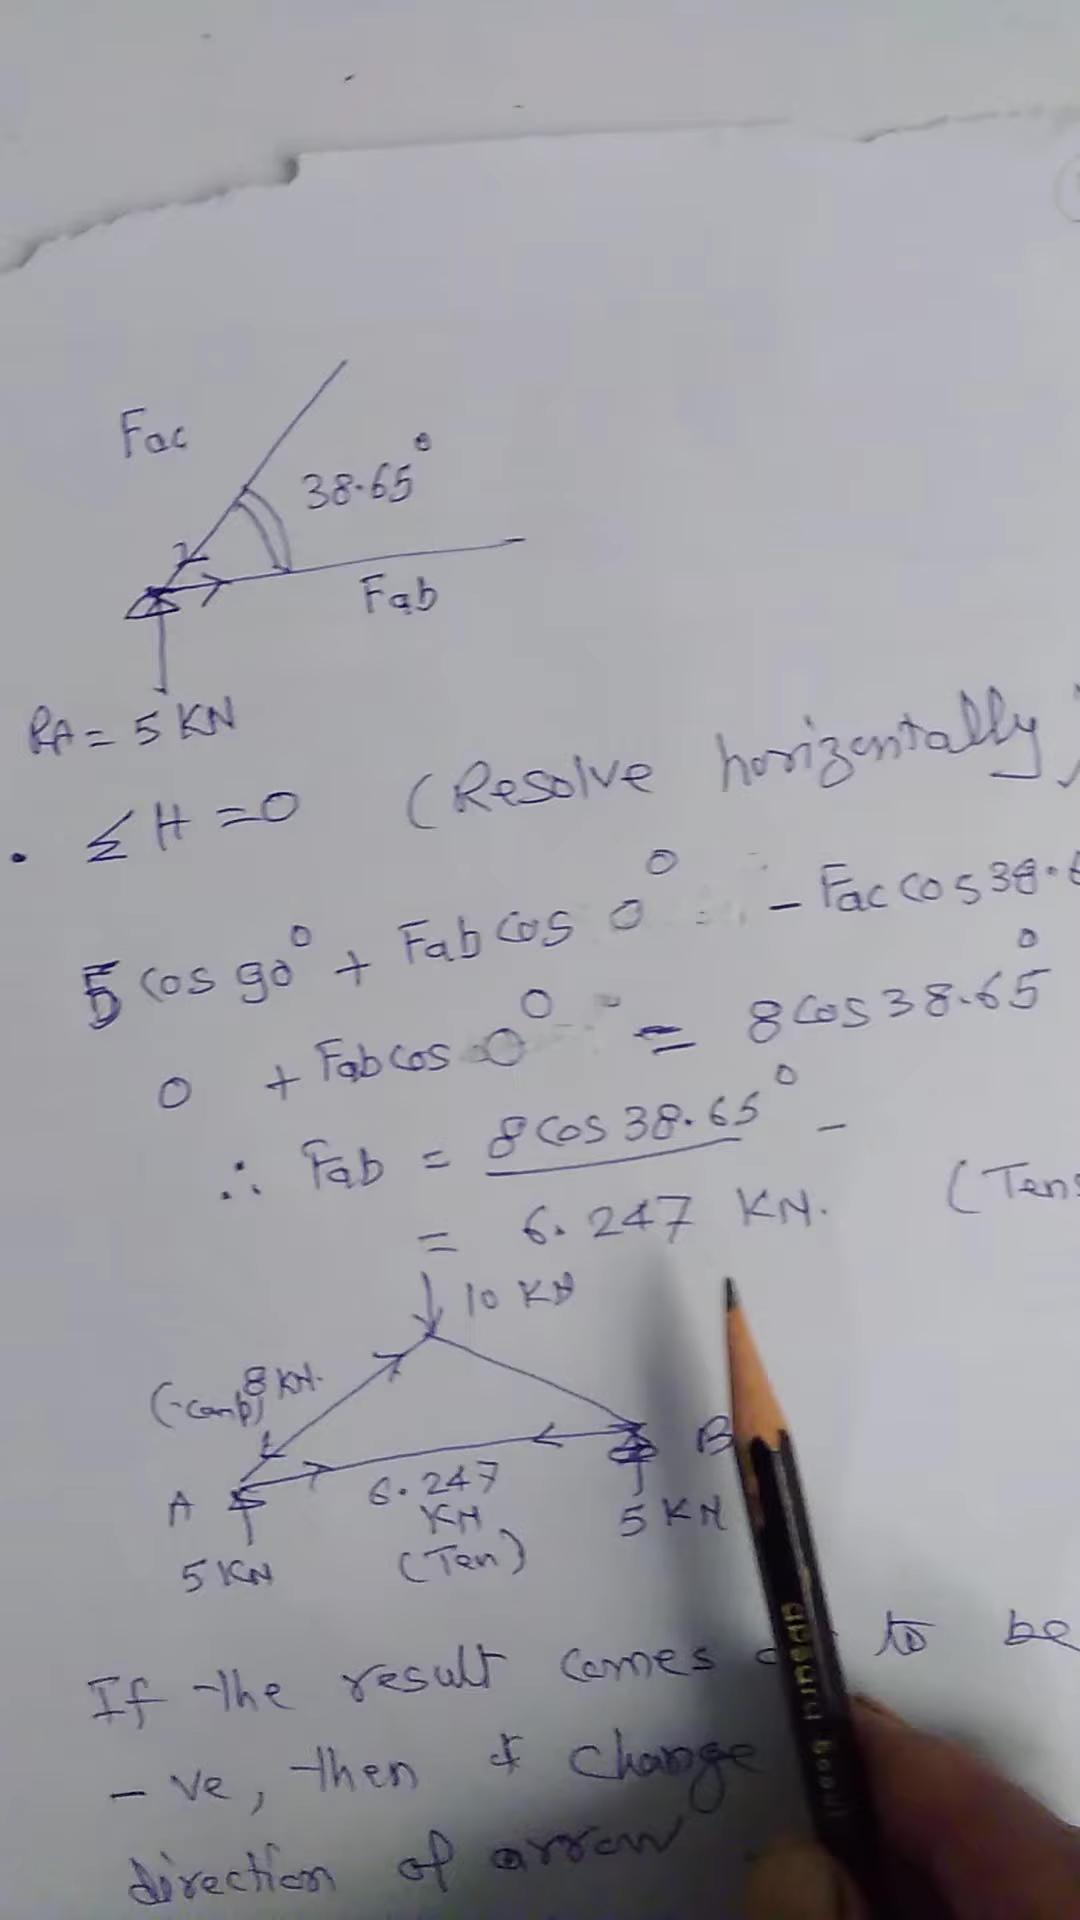 Fac
38.65°
Fab
RA = 5 KN
• ΣH = 0 (Resolve horizontally)
5 cos 90° + Fab cos 0° - Fac cos 38.6
0 + Fab cos 0° = 8 cos 38.65°
∴ Fab = 8 cos 38.65° -
= 6.247 KN. (Tens
↓ 10 KN
8 KN.
(-comp)
A
6.247
KN
(Ten)
B
5 KN
5 KN
If the result comes to be
- ve, then change
direction of arrow